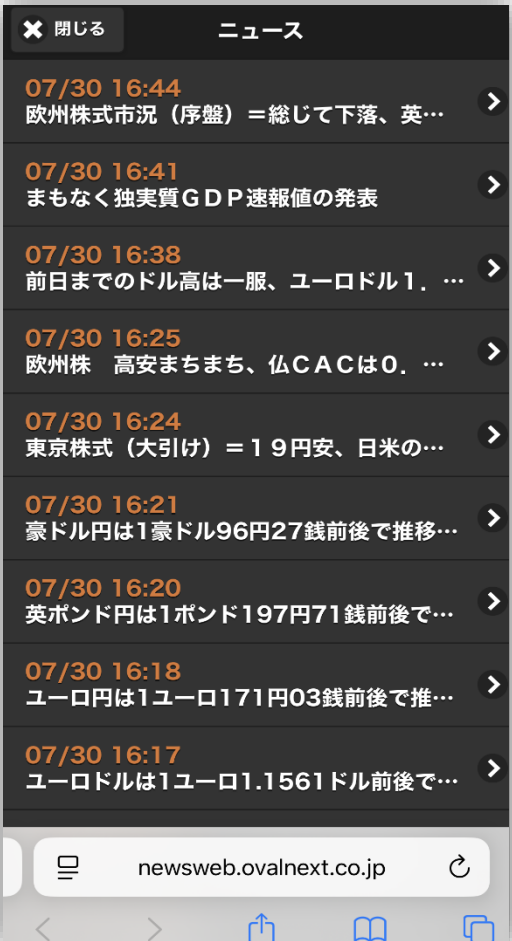 閉じる
ニュース
07/30 16:44
欧州株式市況（序盤）＝総じて下落、英…
07/30 16:41
まもなく独実質ＧＤＰ速報値の発表
07/30 16:38
前日までのドル高は一服、ユーロドル１．…
07/30 16:25
欧州株　高安まちまち、仏ＣＡＣは０．…
07/30 16:24
東京株式（大引け）＝１９円安、日米の…
07/30 16:21
豪ドル円は1豪ドル96円27銭前後で推移…
07/30 16:20
英ポンド円は1ポンド197円71銭前後で…
07/30 16:18
ユーロ円は1ユーロ171円03銭前後で推…
07/30 16:17
ユーロドルは1ユーロ1.1561ドル前後で…
newsweb.ovalnext.co.jp